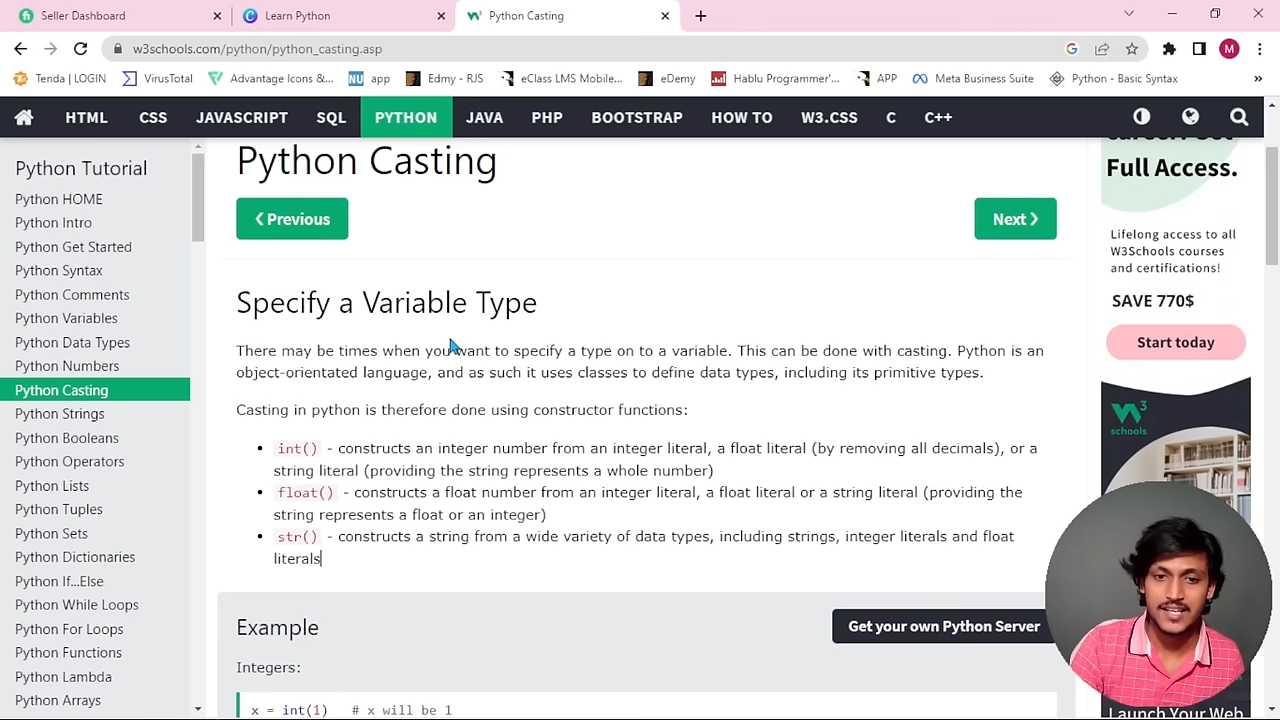 Seller Dashboard
Learn Python
Python Casting
w3schools.com/python/python_casting.asp
M
Tenda | LOGIN
VirusTotal
Advantage Icons &...
NU app
Edmy - RJS
eClass LMS Mobile...
eDemy
Hablu Programmer'...
APP
Meta Business Suite
Python - Basic Syntax
»
HTML
CSS
JAVASCRIPT
SQL
PYTHON
JAVA
PHP
BOOTSTRAP
HOW TO
W3.CSS
C
C++
Python Tutorial
Python HOME
Python Intro
Python Get Started
Python Syntax
Python Comments
Python Variables
Python Data Types
Python Numbers
Python Casting
Python Strings
Python Booleans
Python Operators
Python Lists
Python Tuples
Python Sets
Python Dictionaries
Python If...Else
Python While Loops
Python For Loops
Python Functions
Python Lambda
Python Arrays
Python Casting
❮ Previous
Next ❯
Specify a Variable Type
There may be times when you want to specify a type on to a variable. This can be done with casting. Python is an
object-orientated language, and as such it uses classes to define data types, including its primitive types.
Casting in python is therefore done using constructor functions:
• int() - constructs an integer number from an integer literal, a float literal (by removing all decimals), or a
string literal (providing the string represents a whole number)
• float() - constructs a float number from an integer literal, a float literal or a string literal (providing the
string represents a float or an integer)
• str() - constructs a string from a wide variety of data types, including strings, integer literals and float
literals
Example
Get your own Python Server
Integers:
x = int(1) # x will be 1
career. Get
Full Access.
Lifelong access to all
W3Schools courses
and certifications!
SAVE 770$
Start today
W3
schools
Launch Your Web